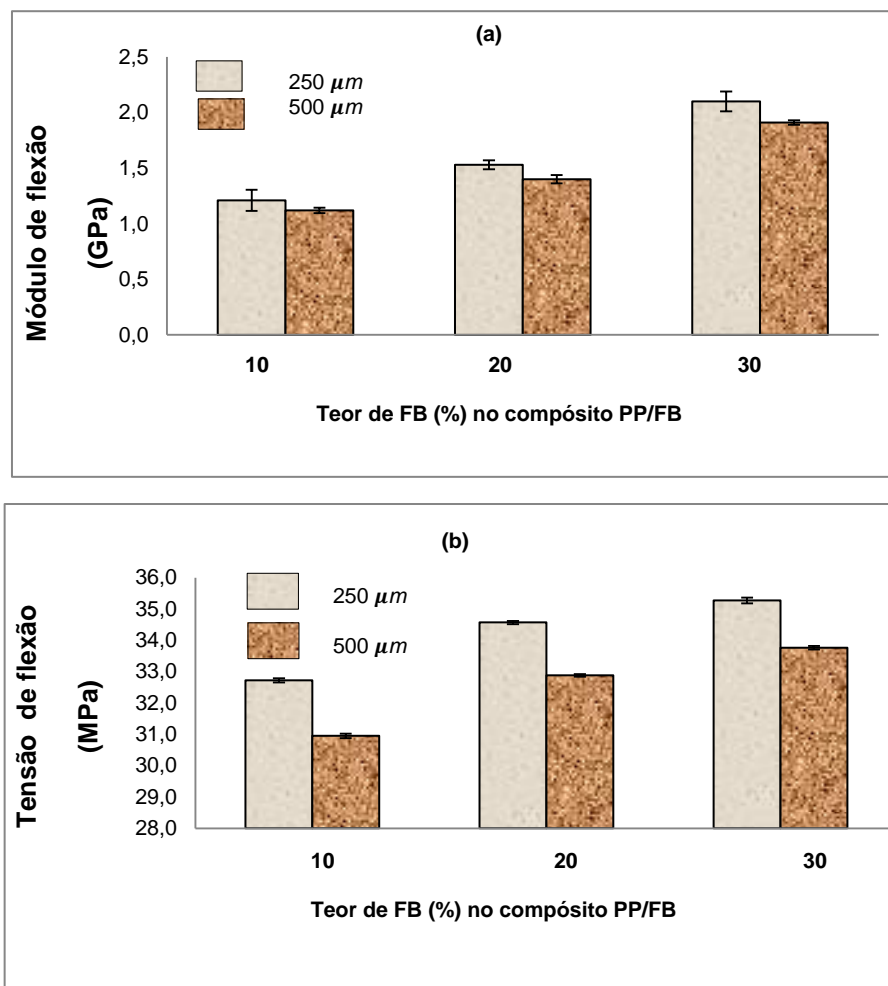 (a)
250 μm
500 μm
Módulo de flexão
(GPa)
2,5
2,0
1,5
1,0
0,5
0,0
10 20 30
Teor de FB (%) no compósito PP/FB
(b)
250 μm
500 μm
Tensão de flexão
(MPa)
36,0
35,0
34,0
33,0
32,0
31,0
30,0
29,0
28,0
10 20 30
Teor de FB (%) no compósito PP/FB